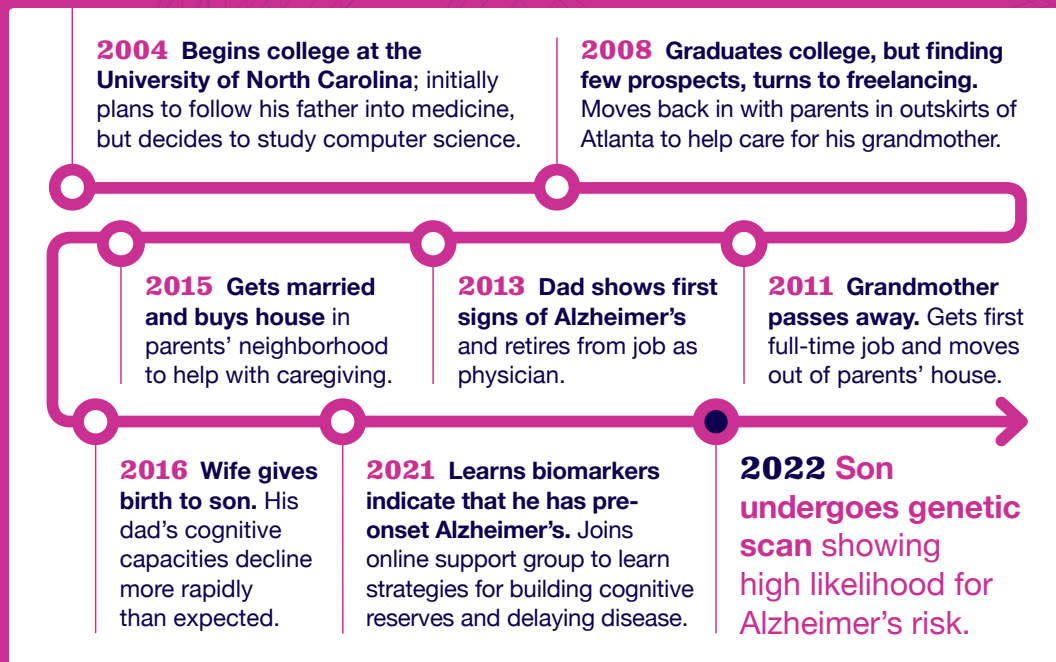 2004 Begins college at the
University of North Carolina; initially
plans to follow his father into medicine,
but decides to study computer science.
2008 Graduates college, but finding
few prospects, turns to freelancing.
Moves back in with parents in outskirts of
Atlanta to help care for his grandmother.
2011 Grandmother
passes away. Gets first
full-time job and moves
out of parents’ house.
2013 Dad shows first
signs of Alzheimer’s
and retires from job as
physician.
2015 Gets married
and buys house in
parents’ neighborhood
to help with caregiving.
2016 Wife gives
birth to son. His
dad’s cognitive
capacities decline
more rapidly
than expected.
2021 Learns biomarkers
indicate that he has pre-
onset Alzheimer’s. Joins
online support group to learn
strategies for building cognitive
reserves and delaying disease.
2022 Son
undergoes genetic
scan showing
high likelihood for
Alzheimer’s risk.